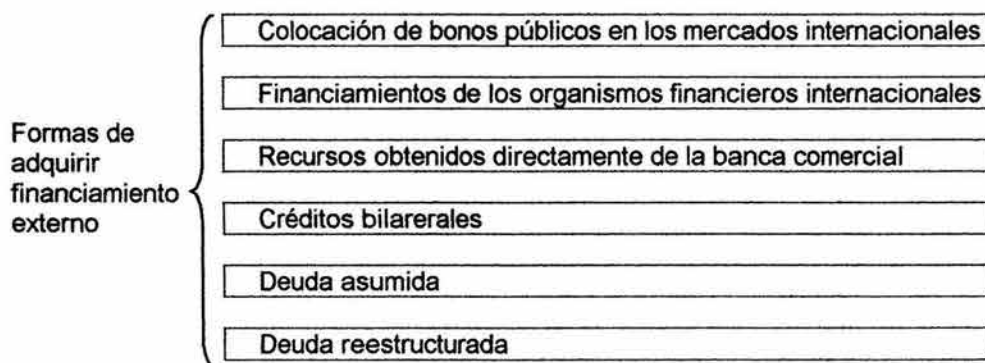 Colocación de bonos públicos en los mercados internacionales
Financiamientos de los organismos financieros internacionales
Formas de
adquirir
financiamiento
externo
Recursos obtenidos directamente de la banca comercial
Créditos bilarerales
Deuda asumida
Deuda reestructurada